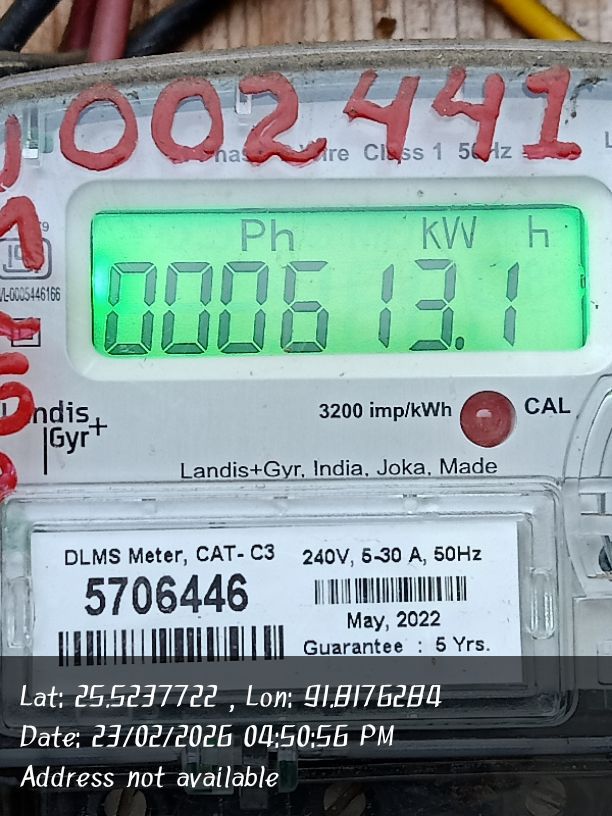 002441
Wire Class 1 50Hz
Ph kW h
000613.1
3200 imp/kWh CAL
Landis+
Gyr
Landis+Gyr, India, Joka, Made
DLMS Meter, CAT- C3
5706446
240V, 5-30 A, 50Hz
May, 2022
Guarantee : 5 Yrs.
Lat: 25.5237722 , Lon: 91.8176284
Date: 23/02/2026 04:50:56 PM
Address not available